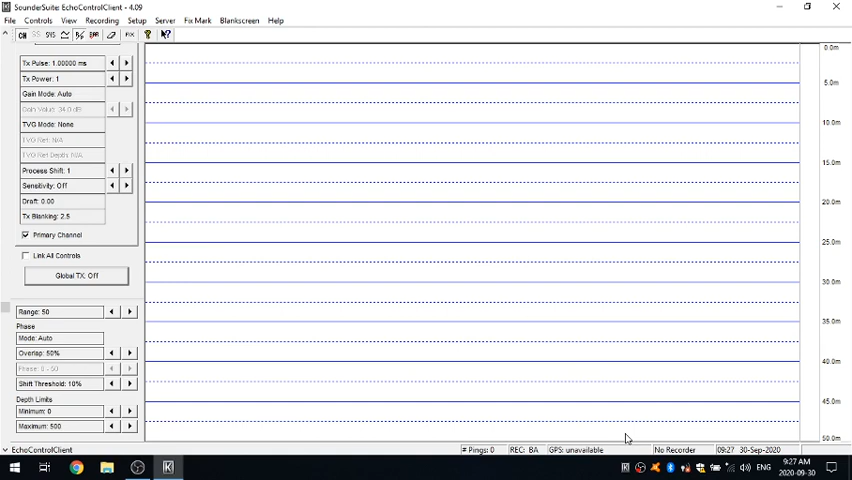 SounderSuite: EchoControlClient - 4.09
File Controls View Recording Setup Server Fix Mark Blankscreen Help
CH SS SYS FIX
Tx Pulse: 1.00000 ms
Tx Power: 1
Gain Mode: Auto
Gain Value: 34.0 dB
TVG Mode: None
TVG Ref: N/A
TVG Ref Depth: N/A
Process Shift: 1
Sensitivity: Off
Draft: 0.00
Tx Blanking: 2.5
Primary Channel
Link All Controls
Global TX: Off
Range: 50
Phase
Mode: Auto
Overlap: 50%
Phase: 0 - 50
Shift Threshold: 10%
Depth Limits
Minimum: 0
Maximum: 500
0.0m
5.0m
10.0m
15.0m
20.0m
25.0m
30.0m
35.0m
40.0m
45.0m
50.0m
EchoControlClient # Pings: 0 REC: BA GPS: unavailable No Recorder 09:27 30-Sep-2020
ENG 9:27 AM
2020-09-30